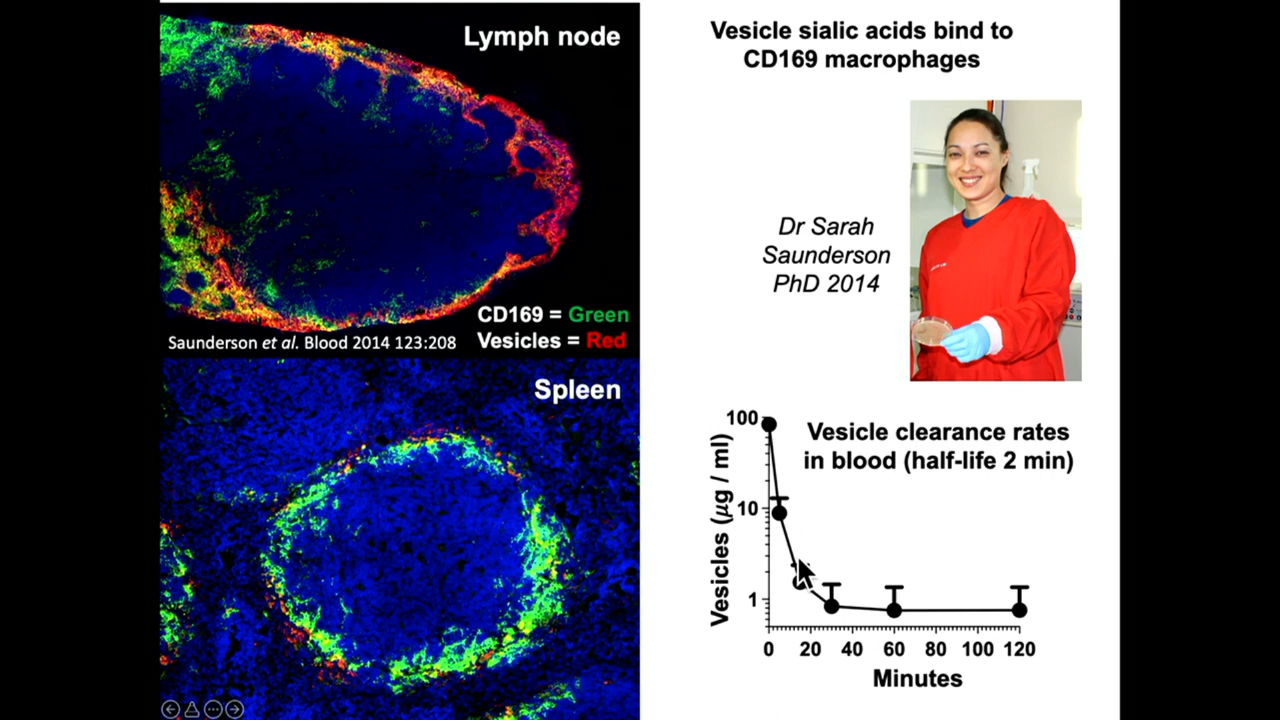 Lymph node
CD169 = Green
Vesicles = Red
Saunderson et al. Blood 2014 123:208
Spleen
Vesicle sialic acids bind to
CD169 macrophages
Dr Sarah
Saunderson
PhD 2014
Vesicle clearance rates
in blood (half-life 2 min)
Vesicles (μg / ml)
100
10
1
0 20 40 60 80 100 120
Minutes